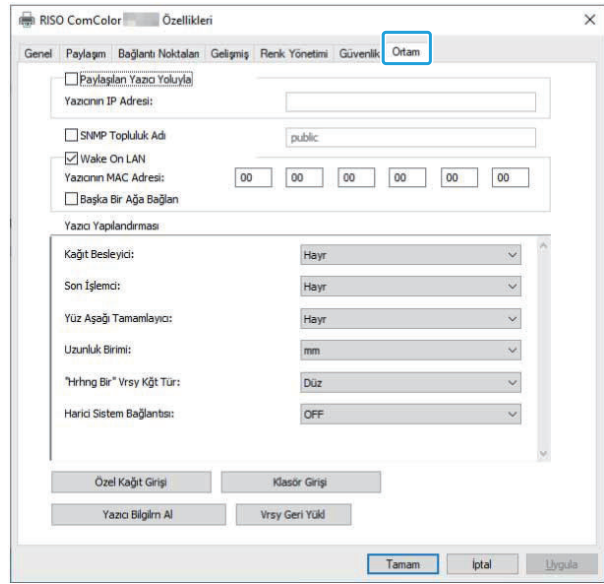 RISO ComColor Özellikleri
Genel Paylaşım Bağlantı Noktaları Gelişmiş Renk Yönetimi Güvenlik Ortam
Paylaşılan Yazıcı Yoluyla
Yazıcının IP Adresi:
SNMP Topluluk Adı public
Wake On LAN
Yazıcının MAC Adresi: 00 00 00 00 00 00
Başka Bir Ağa Bağlan
Yazıcı Yapılandırması
Kağıt Besleyici: Hayr
Son İşlemci: Hayr
Yüz Aşağı Tamamlayıcı: Hayr
Uzunluk Birimi: mm
"Hrhng Bir" Vrsy Kğt Tür: Düz
Harici Sistem Bağlantısı: OFF
Özel Kağıt Girişi Klasör Girişi
Yazıcı Bilgilrn Al Vrsy Geri Yükl
Tamam İptal Uygula